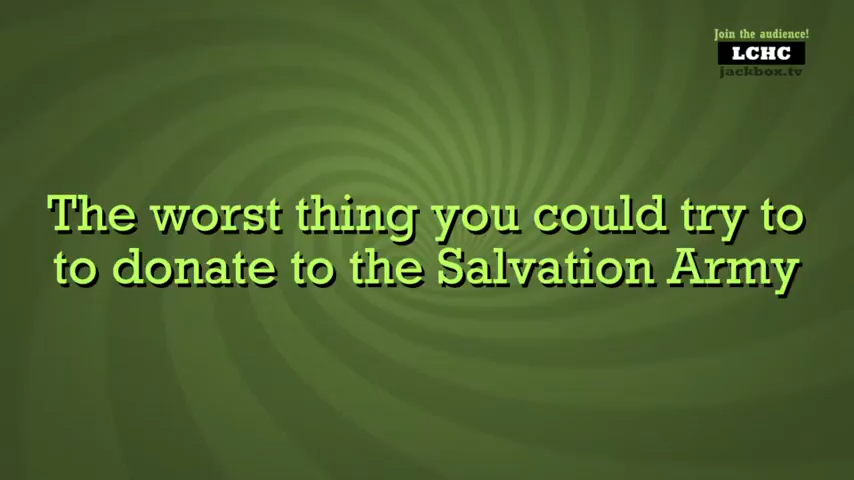 Join the audience!
LCHC
jackbox.tv
The worst thing you could try to
to donate to the Salvation Army